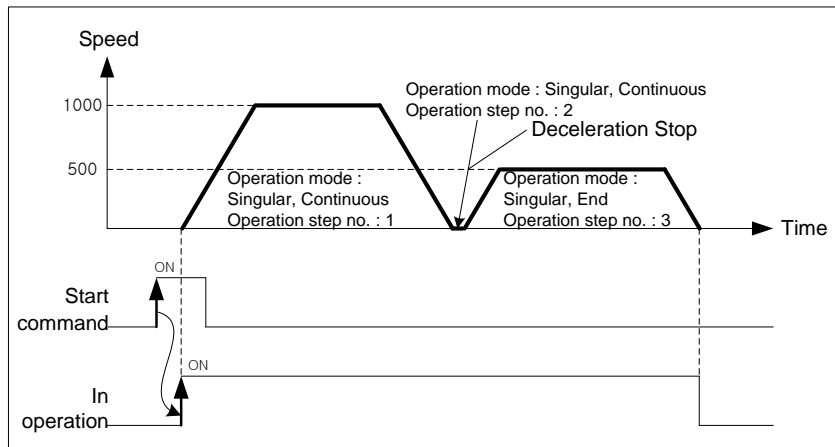 Speed
Operation mode : Singular, Continuous
Operation step no. : 2
Deceleration Stop
1000
500
Operation mode :
Singular, Continuous
Operation step no. : 1
Operation mode :
Singular, End
Operation step no. : 3
Time
ON
Start
command
ON
In
operation